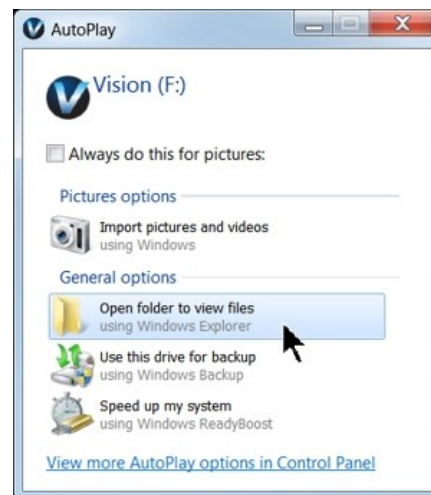 AutoPlay
Vision (F:)
Always do this for pictures:
Pictures options
Import pictures and videos
using Windows
General options
Open folder to view files
using Windows Explorer
Use this drive for backup
using Windows Backup
Speed up my system
using Windows ReadyBoost
View more AutoPlay options in Control Panel